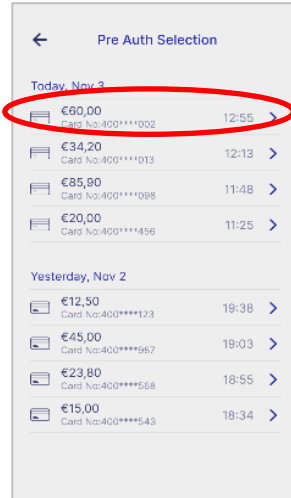 Pre Auth Selection
Today, Nov 3
€60,00
Card No:400****002
12:55
€34,20
Card No:400****013
12:13
€85,90
Card No:400****098
11:48
€20,00
Card No:400****456
11:25
Yesterday, Nov 2
€12,50
Card No:400****123
19:38
€45,00
Card No:400****957
19:03
€23,80
Card No:400****568
18:55
€15,00
Card No:400****543
18:34